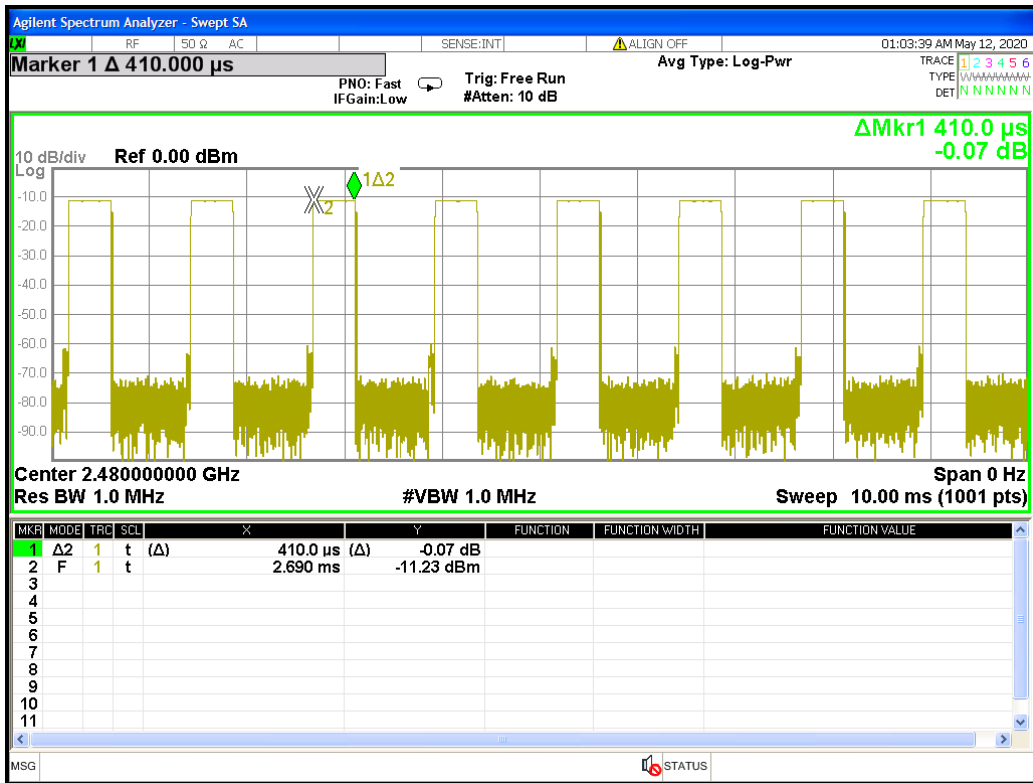 Agilent Spectrum Analyzer - Swept SA
LXI RF 50 Ω AC SENSE:INT ALIGN OFF 01:03:39 AM May 12, 2020
Marker 1 Δ 410.000 µs
PNO: Fast
IFGain:Low
Trig: Free Run
#Atten: 10 dB
Avg Type: Log-Pwr
TRACE 1 2 3 4 5 6
TYPE WWWWWW
DET N N N N N N
ΔMkr1 410.0 µs
-0.07 dB
10 dB/div Ref 0.00 dBm
Log
1Δ2
-10.0
2
-20.0
-30.0
-40.0
-50.0
-60.0
-70.0
-80.0
-90.0
Center 2.480000000 GHz Span 0 Hz
Res BW 1.0 MHz #VBW 1.0 MHz Sweep 10.00 ms (1001 pts)
MKR MODE TRC SCL X Y FUNCTION FUNCTION WIDTH FUNCTION VALUE
1 Δ2 1 t (Δ) 410.0 µs (Δ) -0.07 dB
2 F 1 t 2.690 ms -11.23 dBm
3
4
5
6
7
8
9
10
11
MSG STATUS